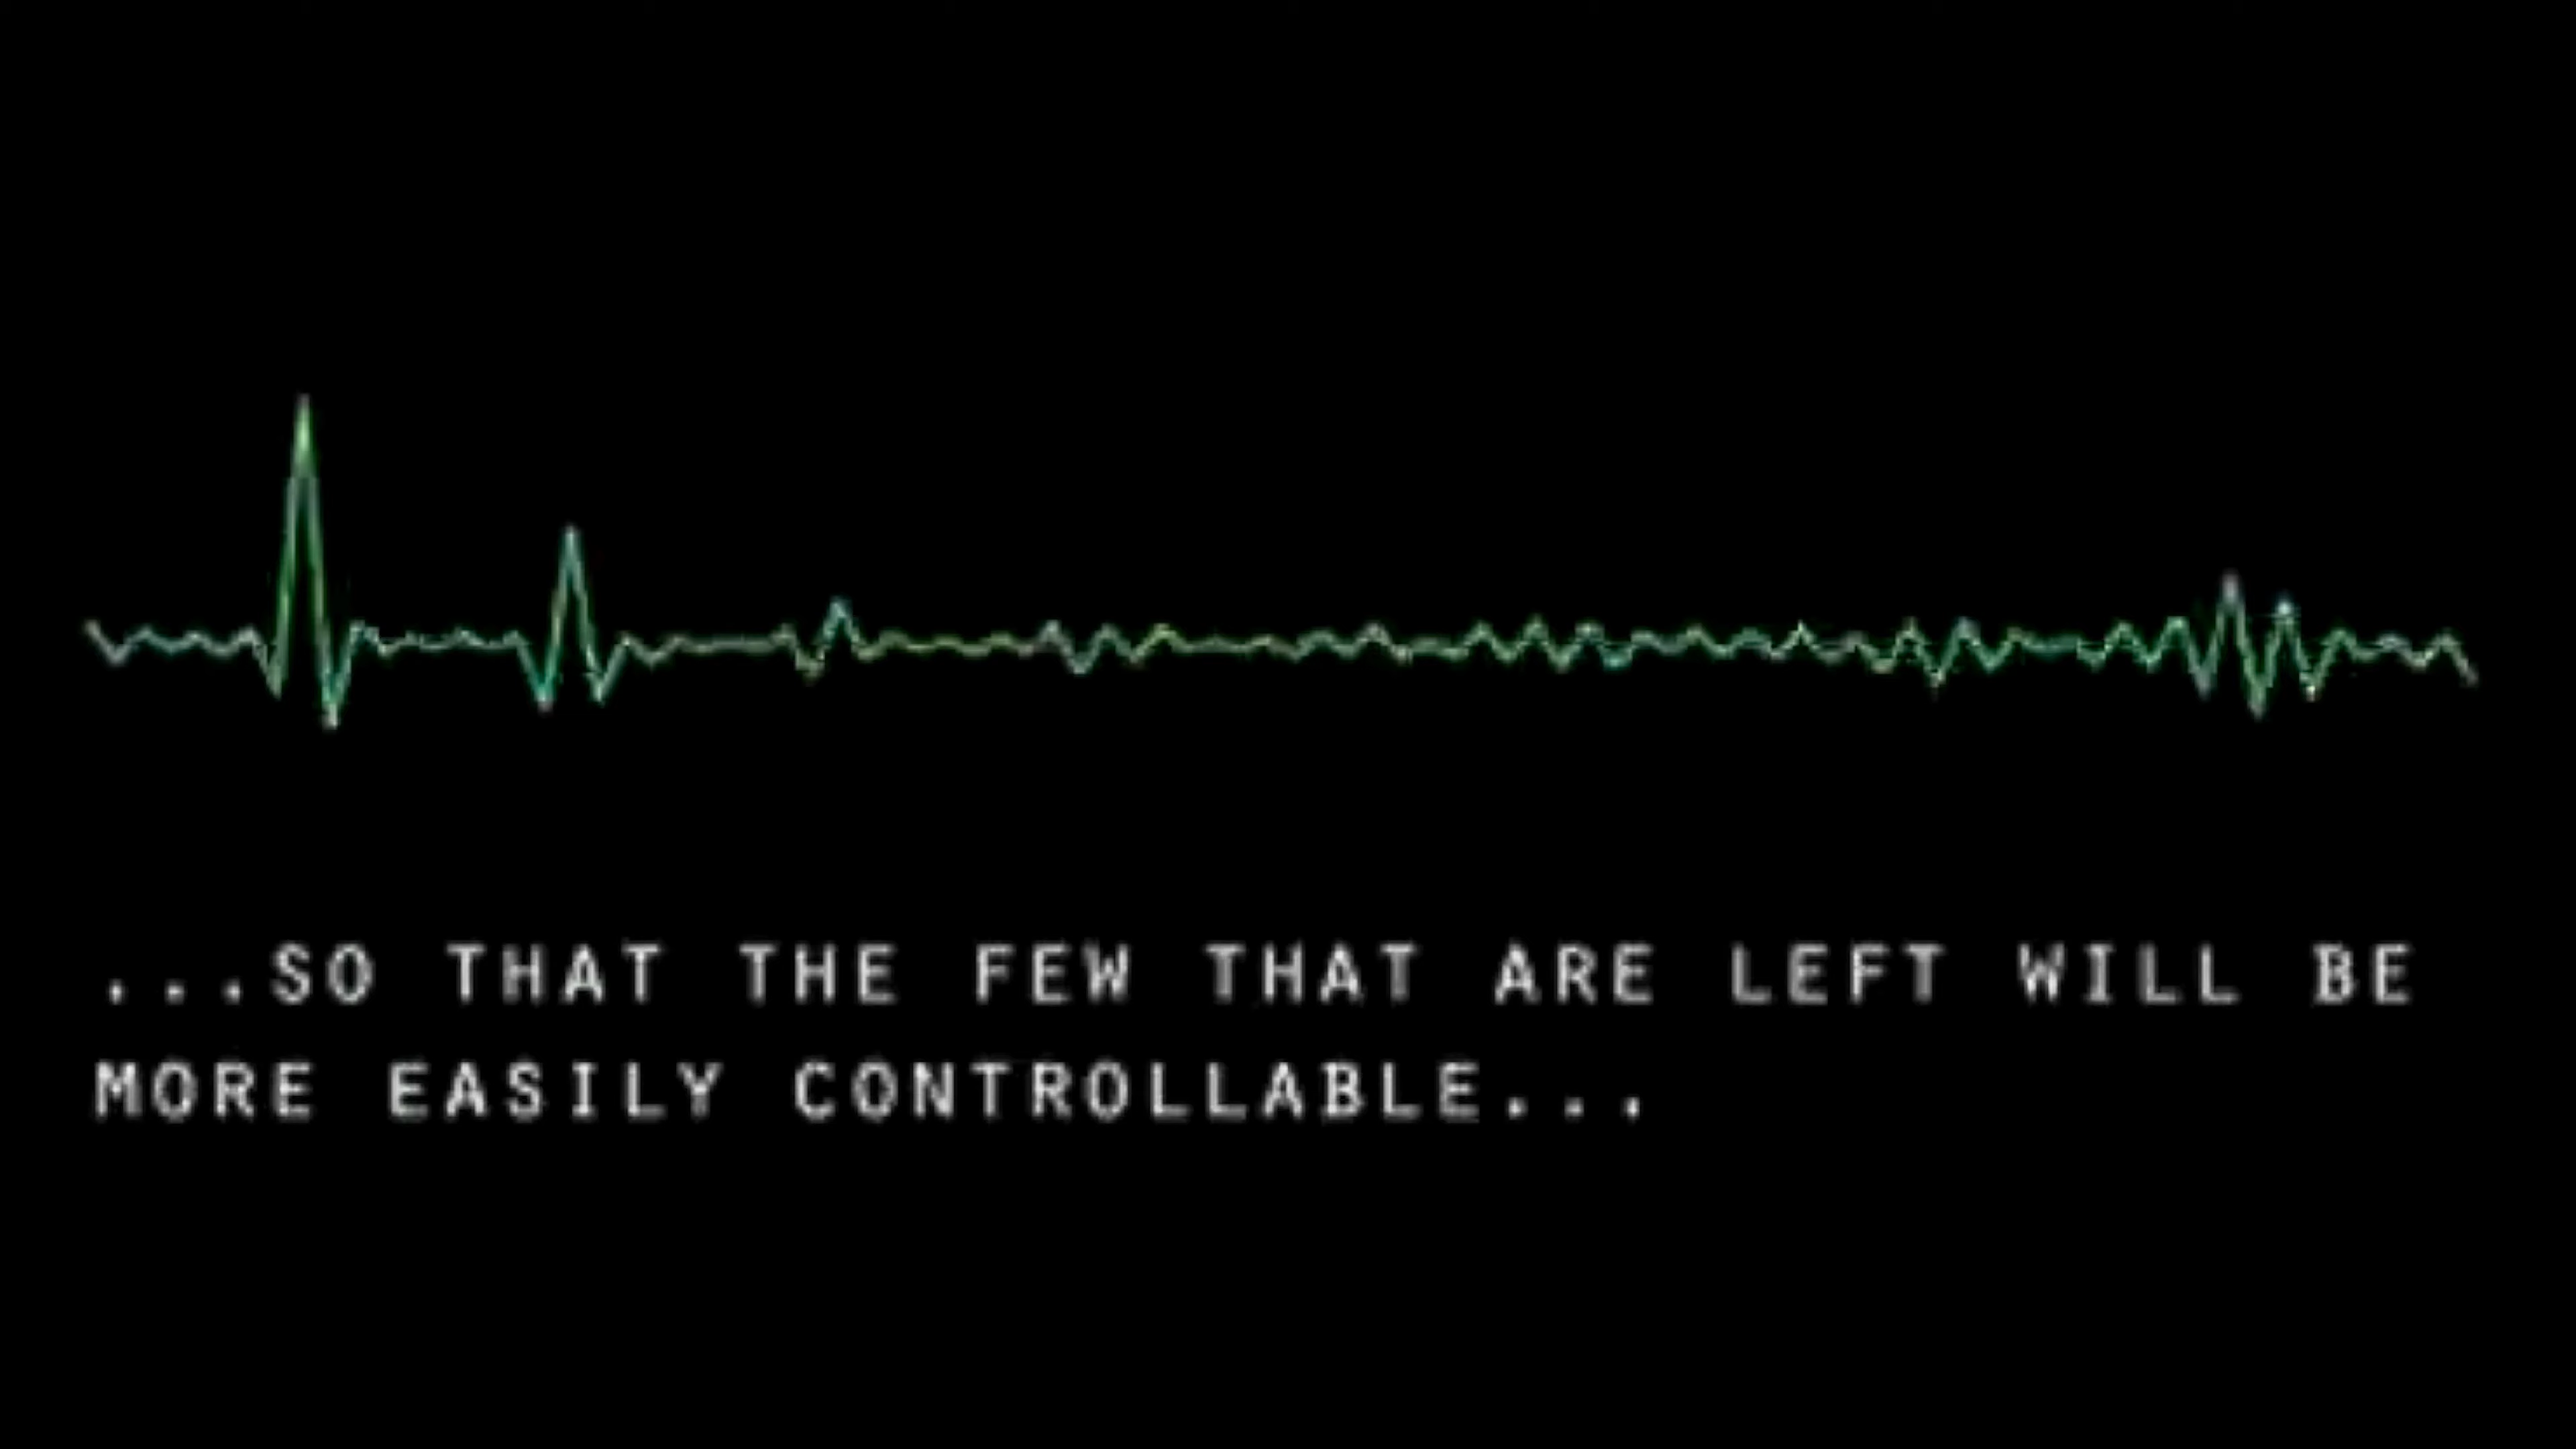 ...SO THAT THE FEW THAT ARE LEFT WILL BE
MORE EASILY CONTROLLABLE...